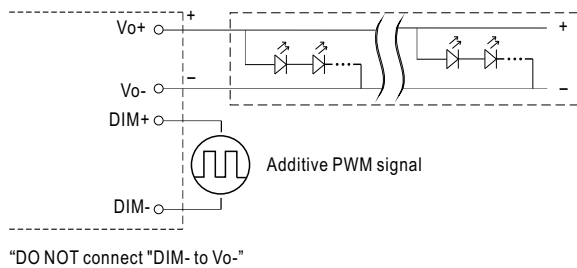 Vo+
+
+
Vo-
−
−
DIM+
Additive PWM signal
DIM-
“DO NOT connect "DIM- to Vo-”